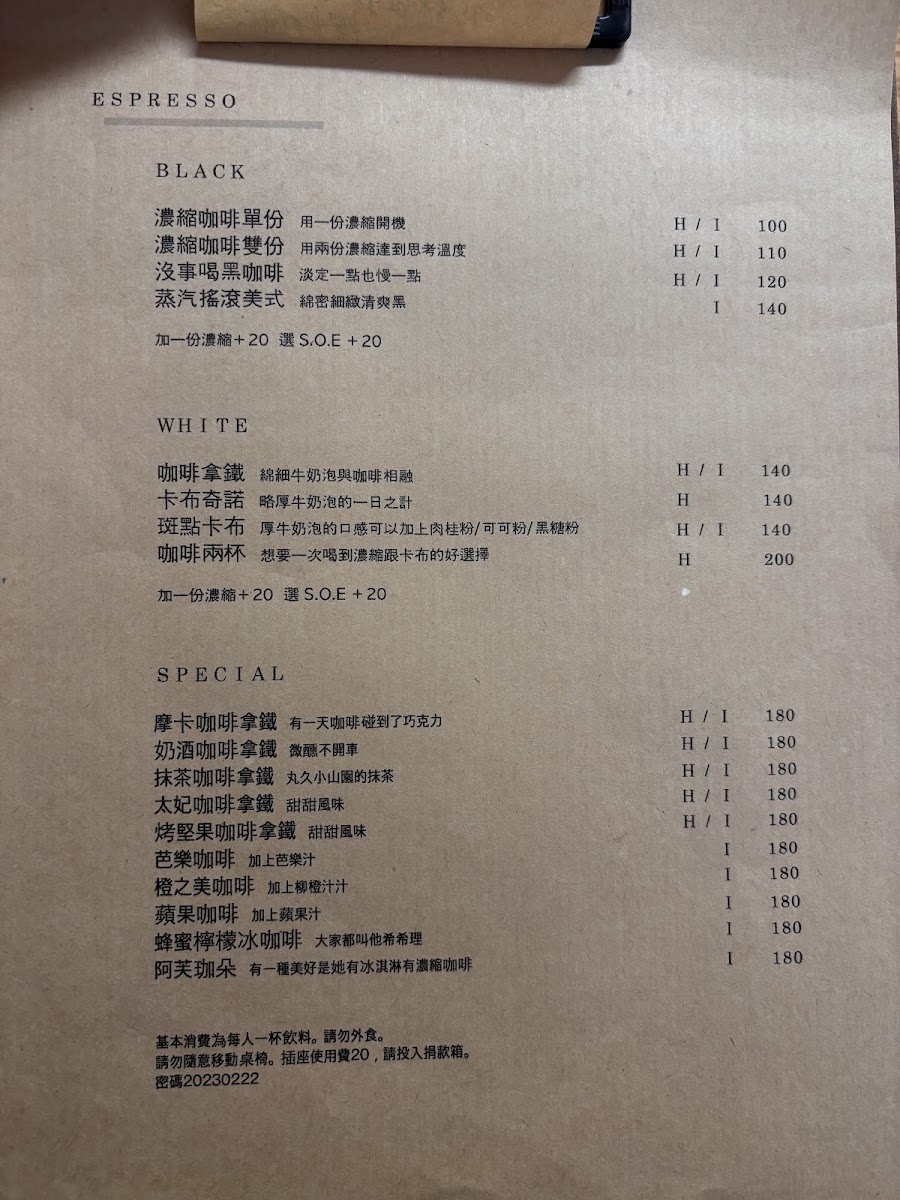 ESPRESSO
BLACK
濃縮咖啡單份 用一份濃縮開機 H / I 100
濃縮咖啡雙份 用兩份濃縮達到思考溫度 H / I 110
沒事喝黑咖啡 淡定一點也慢一點 H / I 120
蒸汽搖滾美式 綿密細緻清爽黑 I 140
加一份濃縮+20 選S.O.E +20
WHITE
咖啡拿鐵 綿細牛奶泡與咖啡相融 H / I 140
卡布奇諾 略厚牛奶泡的一日之計 H 140
斑點卡布 厚牛奶泡的口感可以加上肉桂粉/可可粉/黑糖粉 H / I 140
咖啡兩杯 想要一次喝到濃縮跟卡布的好選擇 H 200
加一份濃縮+20 選S.O.E +20
SPECIAL
摩卡咖啡拿鐵 有一天咖啡碰到了巧克力 H / I 180
奶酒咖啡拿鐵 微醺不開車 H / I 180
抹茶咖啡拿鐵 丸久小山園的抹茶 H / I 180
太妃咖啡拿鐵 甜甜風味 H / I 180
烤堅果咖啡拿鐵 甜甜風味 H / I 180
芭樂咖啡 加上芭樂汁 I 180
橙之美咖啡 加上柳橙汁汁 I 180
蘋果咖啡 加上蘋果汁 I 180
蜂蜜檸檬冰咖啡 大家都叫他希希理 I 180
阿芙珈朵 有一種美好是她有冰淇淋有濃縮咖啡 I 180
基本消費為每人一杯飲料。請勿外食。
請勿隨意移動桌椅。插座使用費20，請投入捐款箱。
密碼20230222